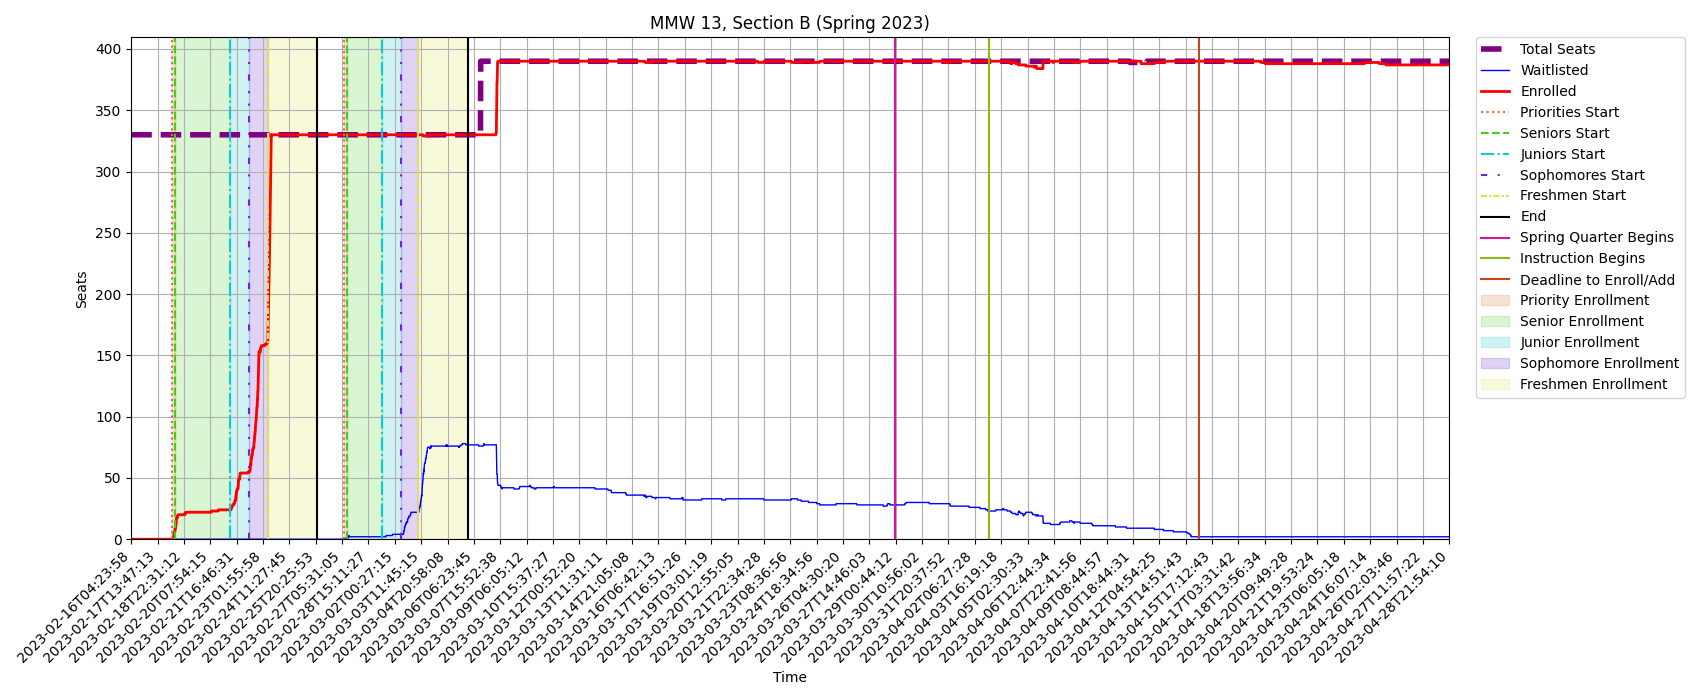 MMW 13, Section B (Spring 2023)
Seats
400
350
300
250
200
150
100
50
0
2023-02-16T04:23:58
2023-02-17T13:47:13
2023-02-18T22:31:12
2023-02-20T07:54:15
2023-02-21T16:46:31
2023-02-23T01:55:58
2023-02-24T11:27:45
2023-02-25T20:25:53
2023-02-27T05:31:05
2023-02-28T15:11:27
2023-03-02T00:27:15
2023-03-03T11:45:15
2023-03-04T20:58:08
2023-03-06T06:23:45
2023-03-07T15:52:38
2023-03-09T06:05:12
2023-03-10T15:37:27
2023-03-12T00:52:20
2023-03-13T11:31:11
2023-03-14T21:05:08
2023-03-16T06:42:13
2023-03-17T16:51:26
2023-03-19T03:01:19
2023-03-20T12:55:05
2023-03-21T22:34:28
2023-03-23T08:36:56
2023-03-24T18:34:56
2023-03-26T04:30:20
2023-03-27T14:46:03
2023-03-29T00:44:12
2023-03-30T10:56:02
2023-03-31T20:37:52
2023-04-02T06:27:28
2023-04-03T16:19:18
2023-04-05T02:30:33
2023-04-06T12:44:34
2023-04-07T22:41:56
2023-04-09T08:44:57
2023-04-10T18:44:31
2023-04-12T04:54:25
2023-04-13T14:51:43
2023-04-15T17:12:43
2023-04-17T03:31:42
2023-04-18T13:56:34
2023-04-20T09:49:28
2023-04-21T19:53:24
2023-04-23T06:05:18
2023-04-24T16:07:14
2023-04-26T02:03:46
2023-04-27T11:57:22
2023-04-28T21:54:10
Time
Total Seats
Waitlisted
Enrolled
Priorities Start
Seniors Start
Juniors Start
Sophomores Start
Freshmen Start
End
Spring Quarter Begins
Instruction Begins
Deadline to Enroll/Add
Priority Enrollment
Senior Enrollment
Junior Enrollment
Sophomore Enrollment
Freshmen Enrollment